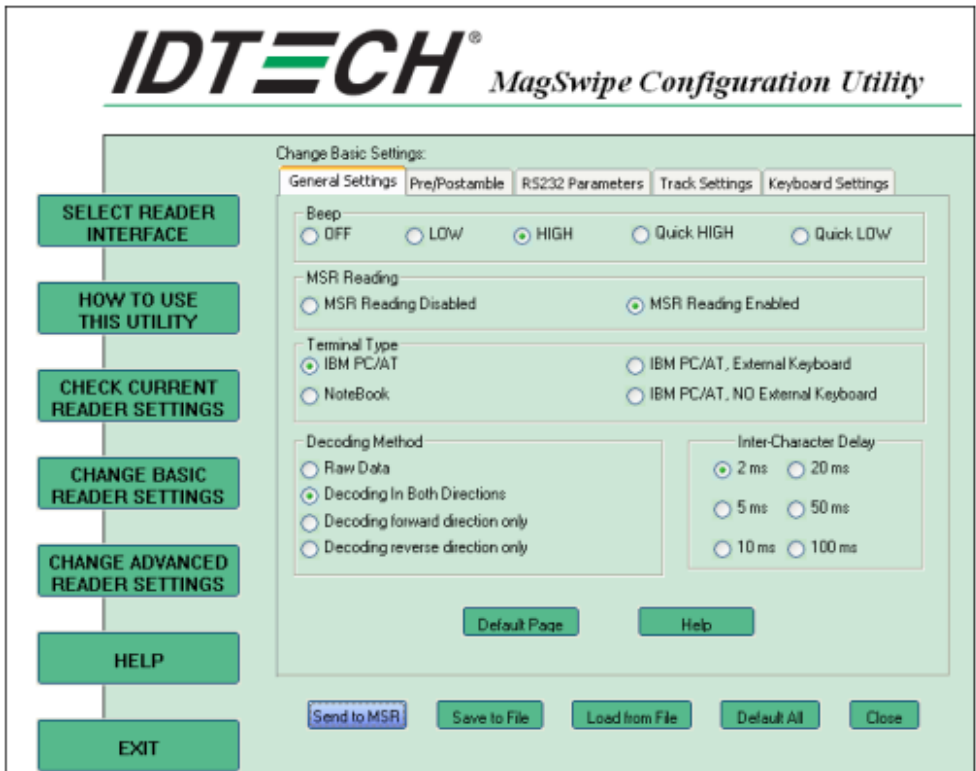 IDTECH®
MagSwipe Configuration Utility
SELECT READER
INTERFACE
HOW TO USE
THIS UTILITY
CHECK CURRENT
READER SETTINGS
CHANGE BASIC
READER SETTINGS
CHANGE ADVANCED
READER SETTINGS
HELP
EXIT
Change Basic Settings:
General Settings Pre/Postamble RS232 Parameters Track Settings Keyboard Settings
Beep
OFF LOW HIGH Quick HIGH Quick LOW
MSR Reading
MSR Reading Disabled MSR Reading Enabled
Terminal Type
IBM PC/AT IBM PC/AT, External Keyboard
NoteBook IBM PC/AT, NO External Keyboard
Decoding Method
Raw Data
Decoding In Both Directions
Decoding forward direction only
Decoding reverse direction only
Inter-Character Delay
2 ms 20 ms
5 ms 50 ms
10 ms 100 ms
Default Page Help
Send to MSR Save to File Load from File Default All Close